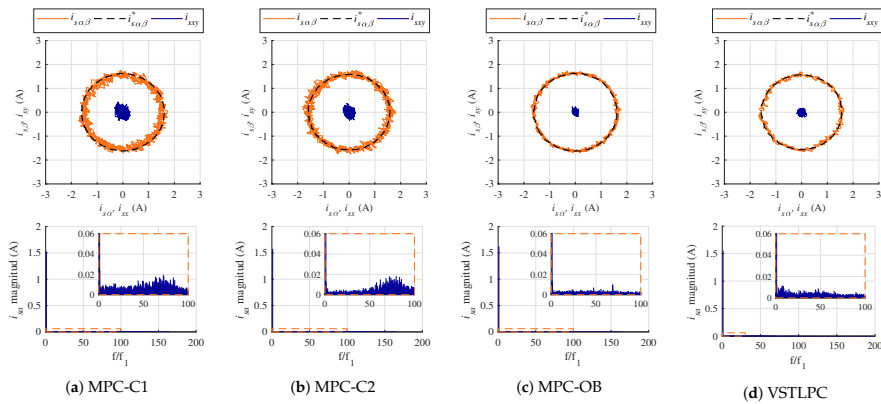 i_sαβ i*_sαβ i_sxy
i_sαβ i*_sαβ i_sxy
i_sαβ i*_sαβ i_sxy
i_sαβ i*_sαβ i_sxy
i_sβ, i_sy (A)
3
2
1
0
-1
-2
-3
-3 -2 -1 0 1 2 3
i_sα, i_sx (A)
i_sβ, i_sy (A)
3
2
1
0
-1
-2
-3
-3 -2 -1 0 1 2 3
i_sα, i_sx (A)
i_sβ, i_sy (A)
3
2
1
0
-1
-2
-3
-3 -2 -1 0 1 2 3
i_sα, i_sx (A)
i_sβ, i_sy (A)
3
2
1
0
-1
-2
-3
-3 -2 -1 0 1 2 3
i_sα, i_sx (A)
i_sa magnitud (A)
2
1.5
1
0.5
0
0.06
0.04
0.02
0
0 50 100
0 50 100 150 200
f/f₁
i_sa magnitud (A)
2
1.5
1
0.5
0
0.06
0.04
0.02
0
0 50 100
0 50 100 150 200
f/f₁
i_sa magnitud (A)
2
1.5
1
0.5
0
0.06
0.04
0.02
0
0 50 100
0 50 100 150 200
f/f₁
i_sa magnitud (A)
2
1.5
1
0.5
0
0.06
0.04
0.02
0
0 50 100
0 50 100 150 200
f/f₁
(a) MPC-C1
(b) MPC-C2
(c) MPC-OB
(d) VSTLPC